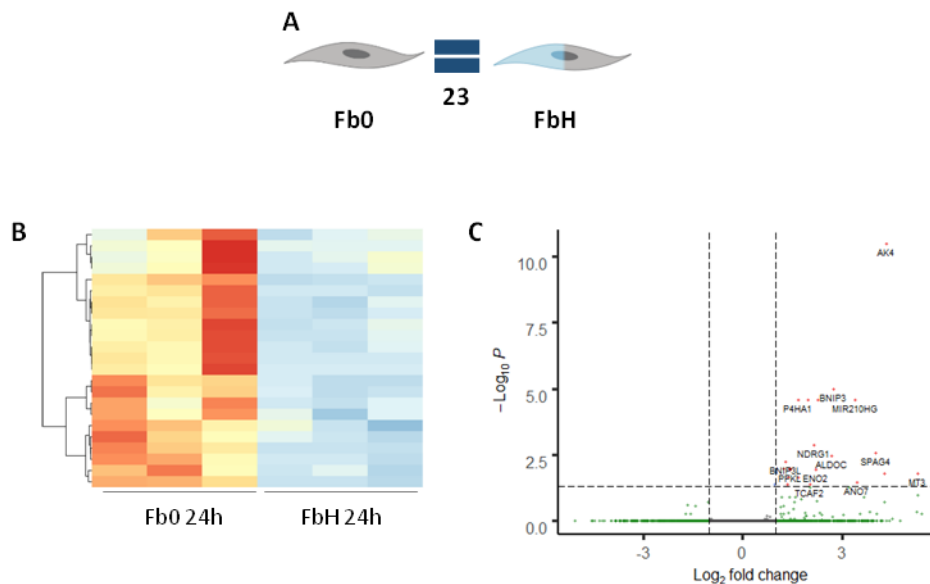 A
23
Fb0
FbH
B
Fb0 24h
FbH 24h
C
10.0
7.5
5.0
2.5
0.0
−Log10 P
AK4
BNIP3
P4HA1
MIR210HG
NDRG1
ALDOC
SPAG4
BNIP3L
ENO2
MT3
TCAF2
ANO7
-3
0
3
Log2 fold change